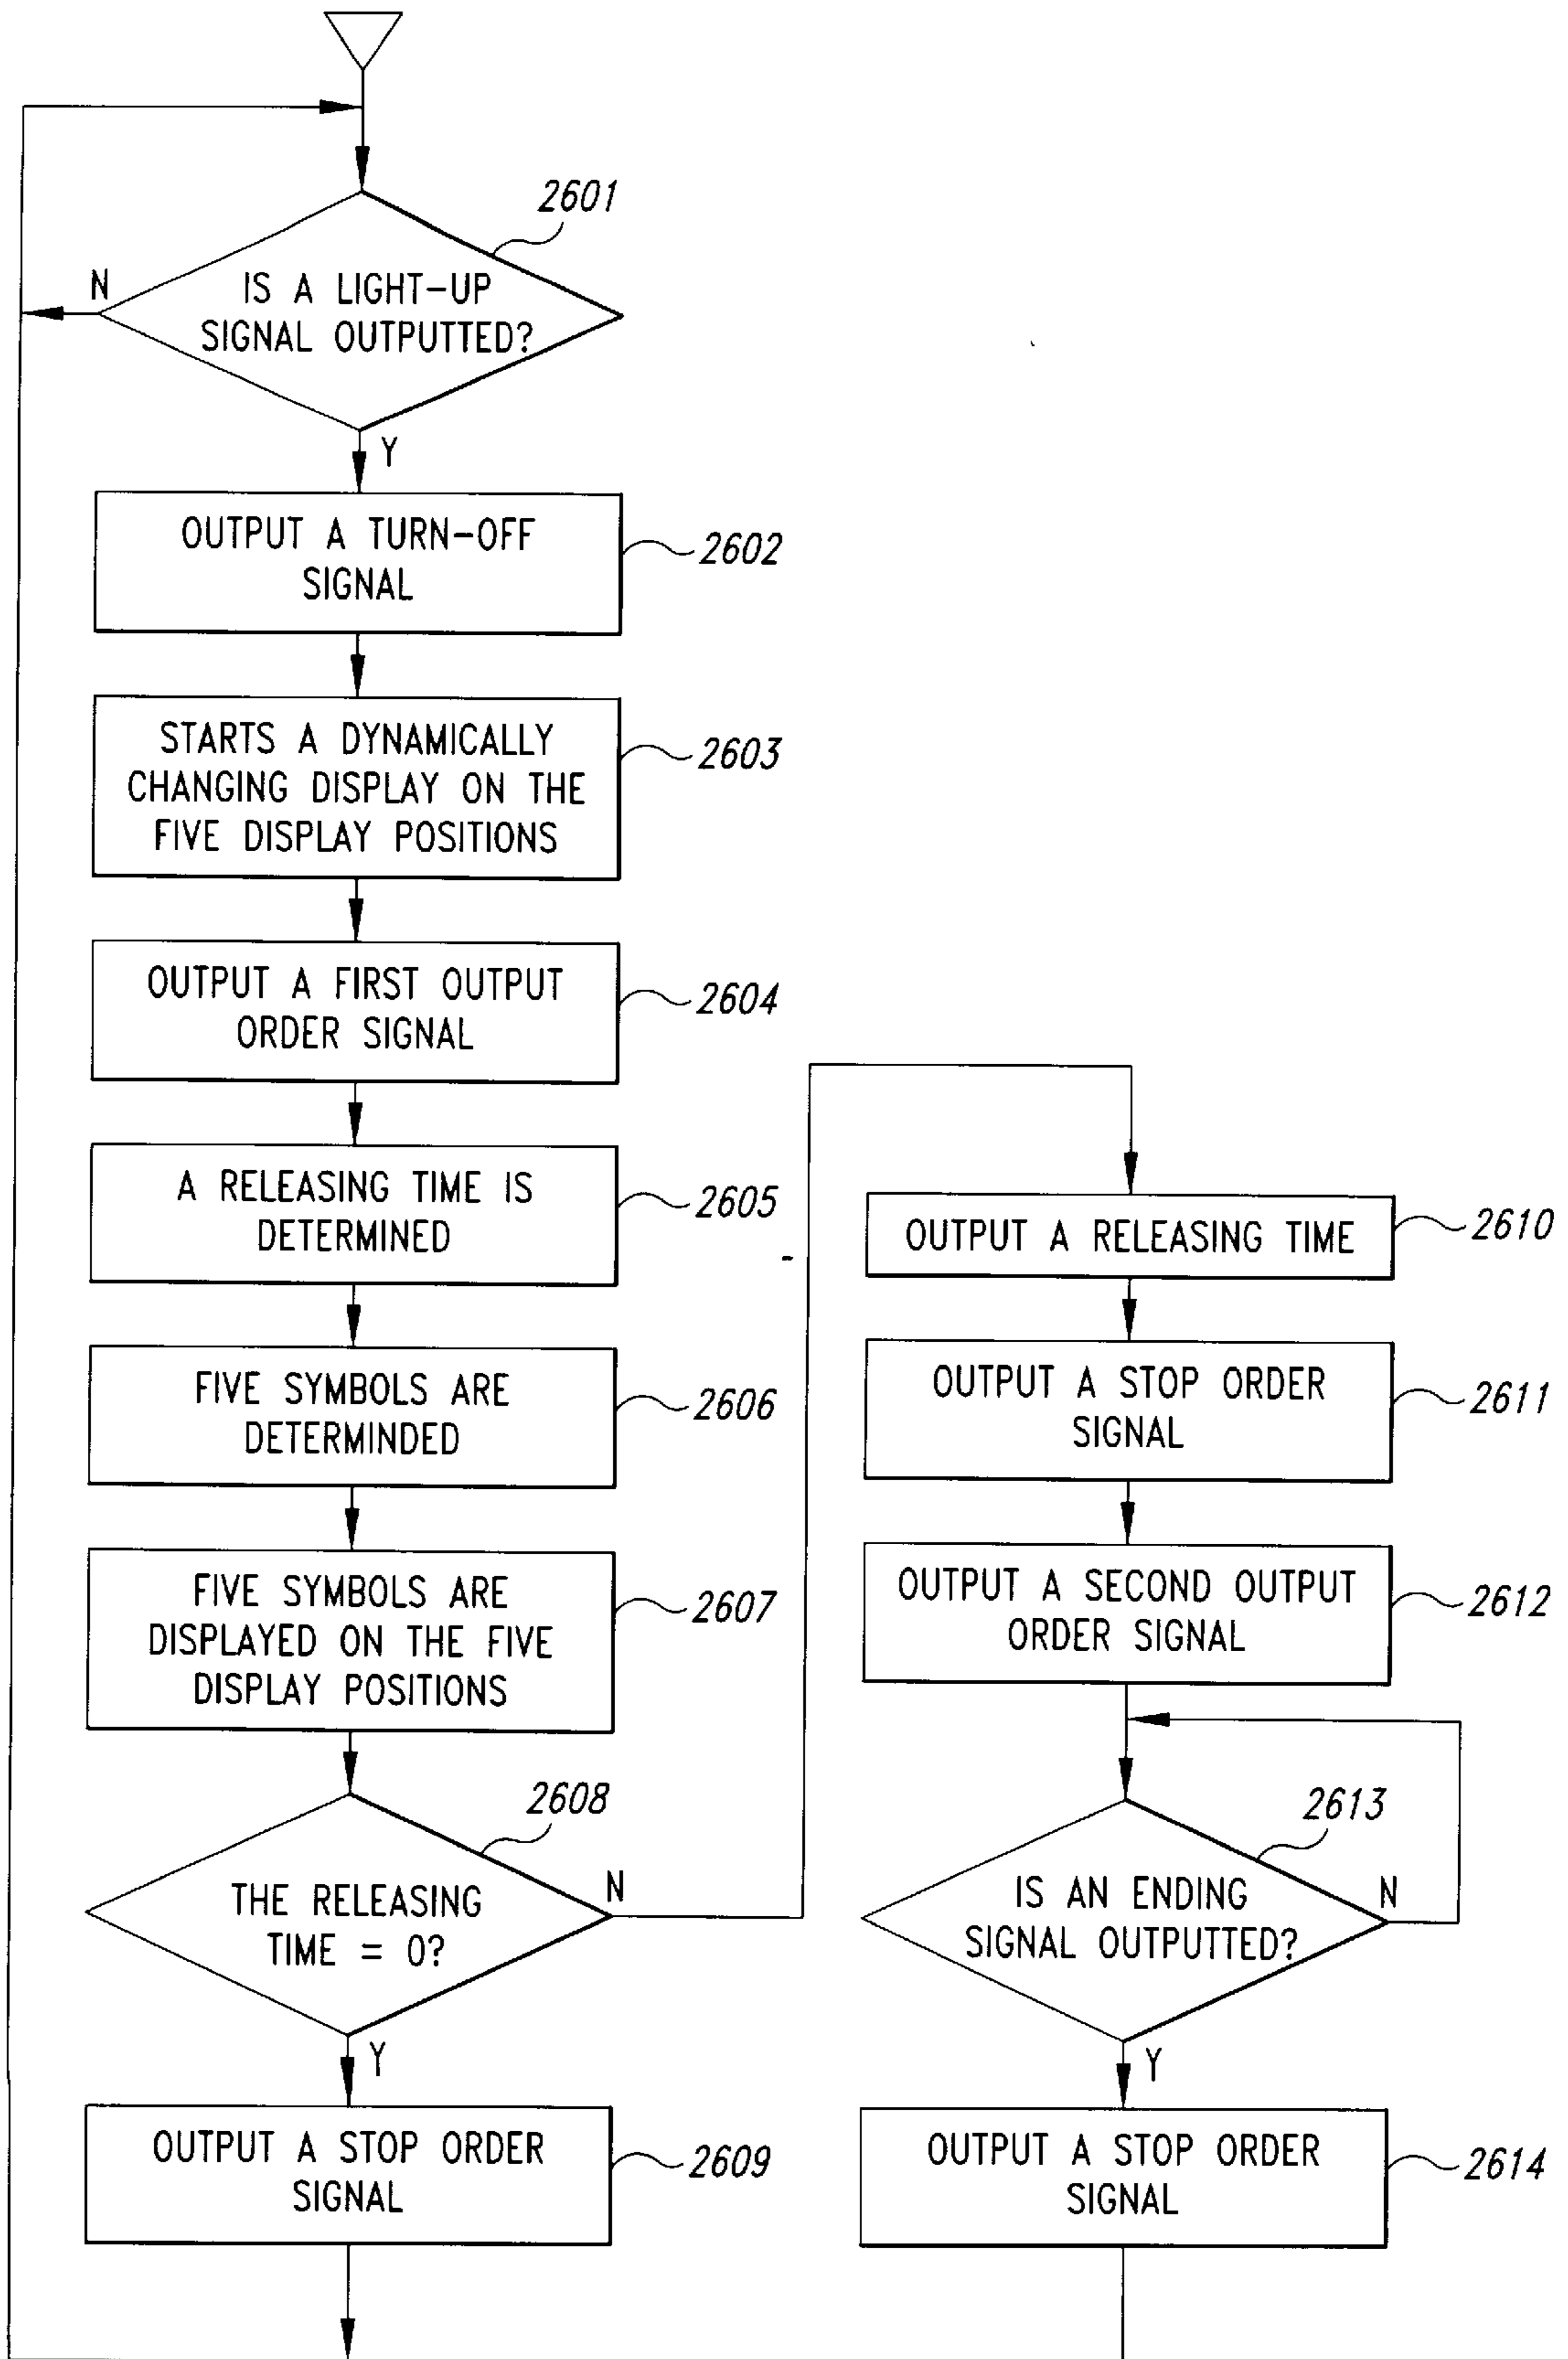 2601
IS A LIGHT-UP
SIGNAL OUTPUTTED?
N
Y
OUTPUT A TURN-OFF
SIGNAL
2602
STARTS A DYNAMICALLY
CHANGING DISPLAY ON THE
FIVE DISPLAY POSITIONS
2603
OUTPUT A FIRST OUTPUT
ORDER SIGNAL
2604
A RELEASING TIME IS
DETERMINED
2605
FIVE SYMBOLS ARE
DETERMINDED
2606
FIVE SYMBOLS ARE
DISPLAYED ON THE FIVE
DISPLAY POSITIONS
2607
2608
THE RELEASING
TIME = 0?
N
Y
OUTPUT A STOP ORDER
SIGNAL
2609
OUTPUT A RELEASING TIME
2610
OUTPUT A STOP ORDER
SIGNAL
2611
OUTPUT A SECOND OUTPUT
ORDER SIGNAL
2612
2613
IS AN ENDING
SIGNAL OUTPUTTED?
N
Y
OUTPUT A STOP ORDER
SIGNAL
2614